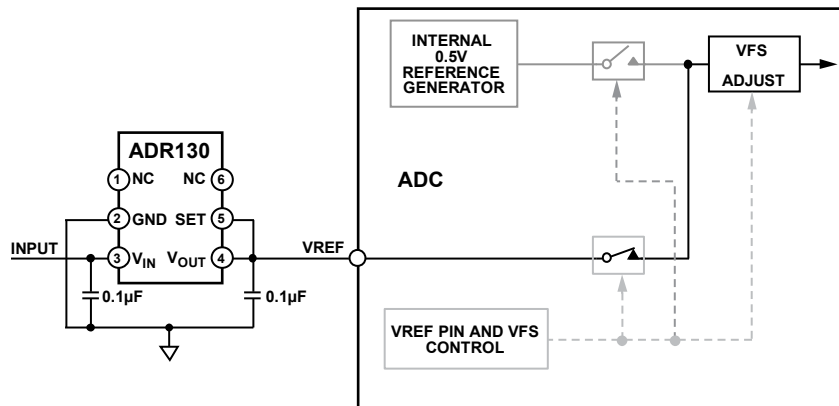 INTERNAL
0.5V
REFERENCE
GENERATOR
VFS
ADJUST
ADR130
1 NC
NC 6
ADC
2 GND
SET 5
INPUT
VREF
3 VIN
VOUT 4
0.1µF
0.1µF
VREF PIN AND VFS
CONTROL